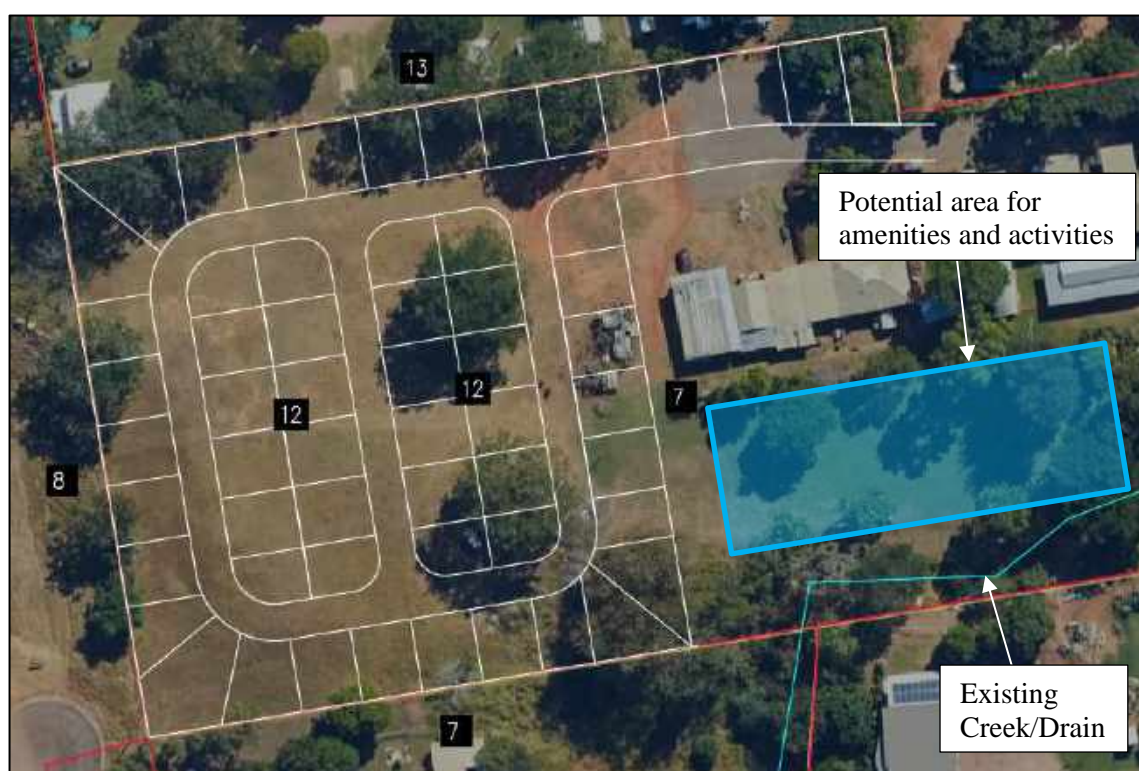 13
Potential area for
amenities and activities
12
12
7
8
7
Existing
Creek/Drain